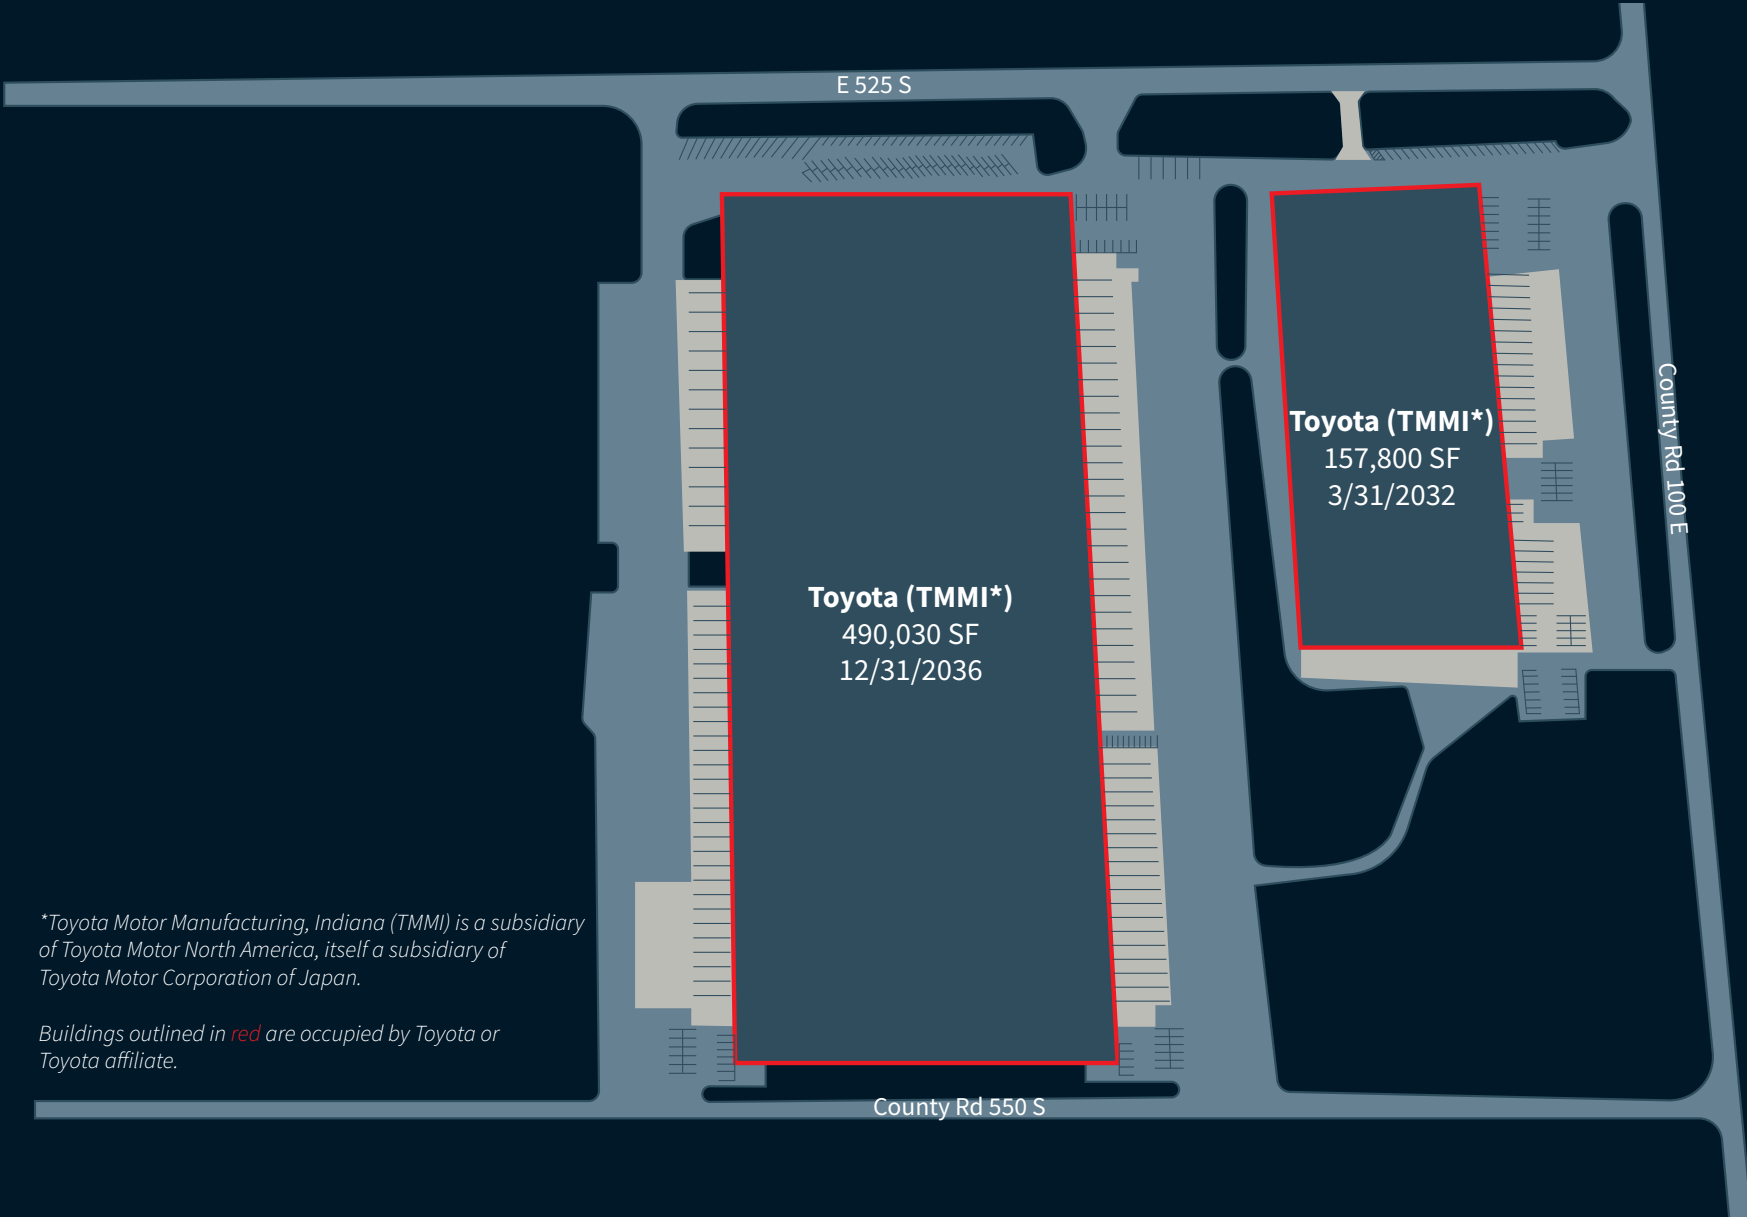 E 525 S
Toyota (TMMI*)
157,800 SF
3/31/2032
County Rd 100 E
Toyota (TMMI*)
490,030 SF
12/31/2036
*Toyota Motor Manufacturing, Indiana (TMMI) is a subsidiary
of Toyota Motor North America, itself a subsidiary of
Toyota Motor Corporation of Japan.
Buildings outlined in red are occupied by Toyota or
Toyota affiliate.
County Rd 550 S